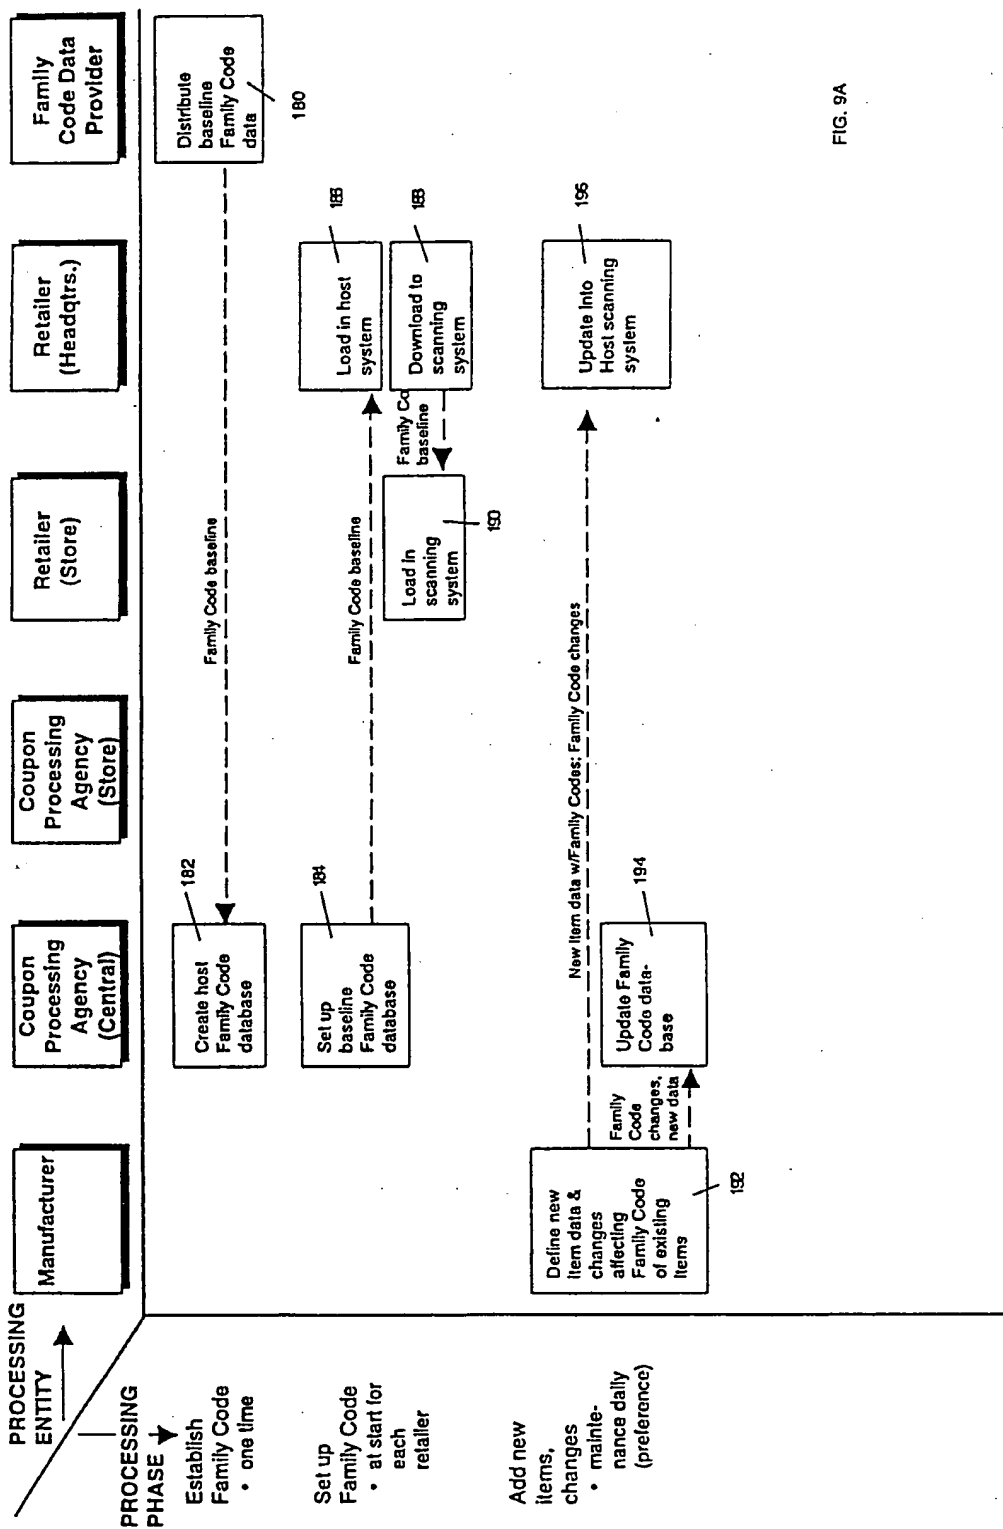 PROCESSING
ENTITY
PROCESSING
PHASE
Manufacturer
Coupon
Processing
Agency
(Central)
Coupon
Processing
Agency
(Store)
Retailer
(Store)
Retailer
(Headqtrs.)
Family
Code Data
Provider
Establish
Family Code
• one time
Create host
Family Code
database
182
Family Code baseline
Distribute
baseline
Family Code
data
180
Set up
Family Code
• at start for
each
retailer
Set up
baseline
Family Code
database
184
Family Code baseline
Load in host
system
Download to
scanning
system
188
Family Co
baseline
Load in
scanning
system
190
Add new
items,
changes
• mainte-
nance daily
(preference)
Define new
item data &
changes
affecting
Family Code
of existing
items
192
New item data w/Family Codes; Family Code changes
Family
Code
changes,
new data
Update Family
Code data-
base
194
Update into
Host scanning
system
196
FIG. 9A